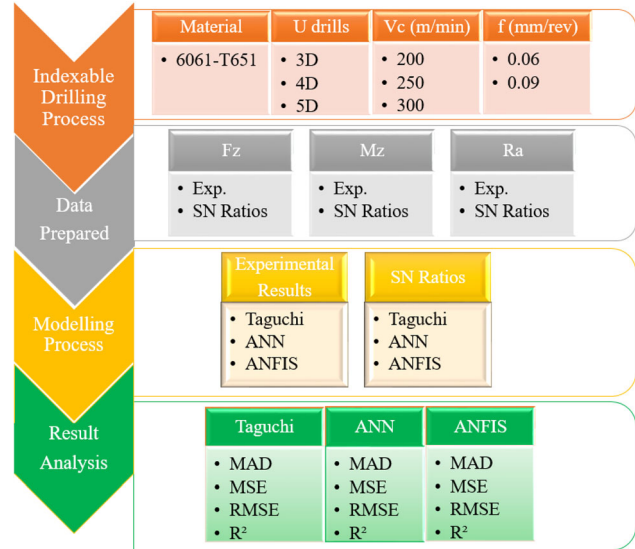 Indexable
Drilling
Process
Material
• 6061-T651
U drills
• 3D
• 4D
• 5D
Vc (m/min)
• 200
• 250
• 300
f (mm/rev)
• 0.06
• 0.09
Data
Prepared
Fz
• Exp.
• SN Ratios
Mz
• Exp.
• SN Ratios
Ra
• Exp.
• SN Ratios
Modelling
Process
Experimental
Results
• Taguchi
• ANN
• ANFIS
SN Ratios
• Taguchi
• ANN
• ANFIS
Result
Analysis
Taguchi
• MAD
• MSE
• RMSE
• R²
ANN
• MAD
• MSE
• RMSE
• R²
ANFIS
• MAD
• MSE
• RMSE
• R²